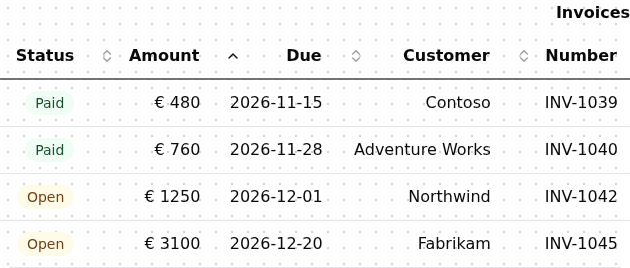 Invoices
Status Amount Due Customer Number
Paid € 480 2026-11-15 Contoso INV-1039
Paid € 760 2026-11-28 Adventure Works INV-1040
Open € 1250 2026-12-01 Northwind INV-1042
Open € 3100 2026-12-20 Fabrikam INV-1045